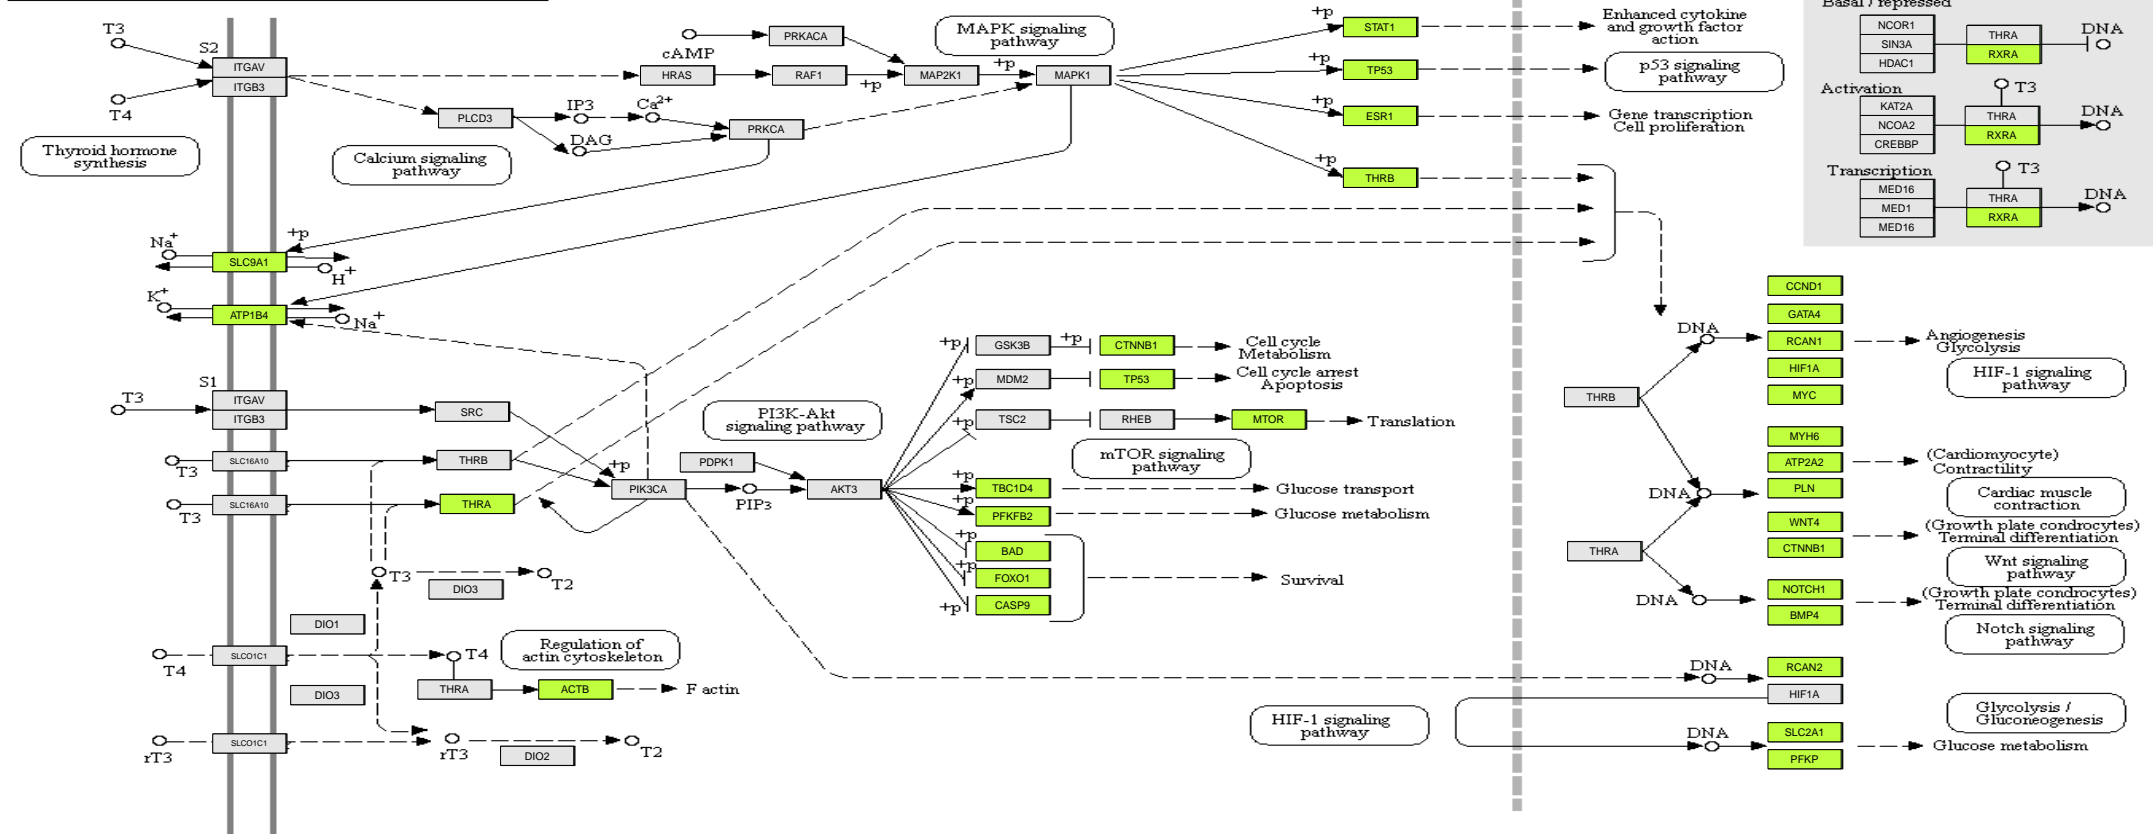 T3
S2
ITGAV
ITGB3
T4
Thyroid hormone
synthesis
cAMP
PRKACA
MAPK signaling
pathway
HRAS
RAF1
+p
MAP2K1
+p
MAPK1
PLCD3
IP3
Ca2+
DAG
PRKCA
Calcium signaling
pathway
+p
STAT1
Enhanced cytokine
and growth factor
action
+p
TP53
p53 signaling
pathway
+p
ESR1
Gene transcription
Cell proliferation
+p
THRB
Basal / repressed
NCOR1
SIN3A
HDAC1
THRA
RXRA
DNA
Activation
KAT2A
NCOA2
CREBBP
T3
THRA
RXRA
DNA
Transcription
MED16
MED1
MED16
T3
THRA
RXRA
DNA
Na+
+p
SLC9A1
H+
K+
ATP1B4
Na+
S1
T3
ITGAV
ITGB3
SRC
T3
SLC16A10
THRB
T3
SLC16A10
THRA
+p
PIK3CA
PIP3
PDPK1
AKT3
PI3K-Akt
signaling pathway
+p
GSK3B
+p
CTNNB1
Cell cycle
Metabolism
+p
MDM2
TP53
Cell cycle arrest
Apoptosis
+p
TSC2
RHEB
MTOR
Translation
mTOR signaling
pathway
+p
TBC1D4
Glucose transport
+p
PFKFB2
Glucose metabolism
+p
BAD
+p
FOXO1
+p
CASP9
Survival
T3
DIO3
T2
DIO1
T4
SLCO1C1
T4
Regulation of
actin cytoskeleton
DIO3
THRA
ACTB
F actin
rT3
SLCO1C1
rT3
DIO2
T2
HIF-1 signaling
pathway
THRB
THRA
DNA
CCND1
GATA4
RCAN1
HIF1A
MYC
Angiogenesis
Glycolysis
HIF-1 signaling
pathway
DNA
MYH6
ATP2A2
PLN
(Cardiomyocyte)
Contractility
Cardiac muscle
contraction
WNT4
CTNNB1
(Growth plate condrocytes)
Terminal differentiation
Wnt signaling
pathway
DNA
NOTCH1
BMP4
(Growth plate condrocytes)
Terminal differentiation
Notch signaling
pathway
DNA
RCAN2
HIF1A
Glycolysis /
Gluconeogenesis
DNA
SLC2A1
PFKP
Glucose metabolism